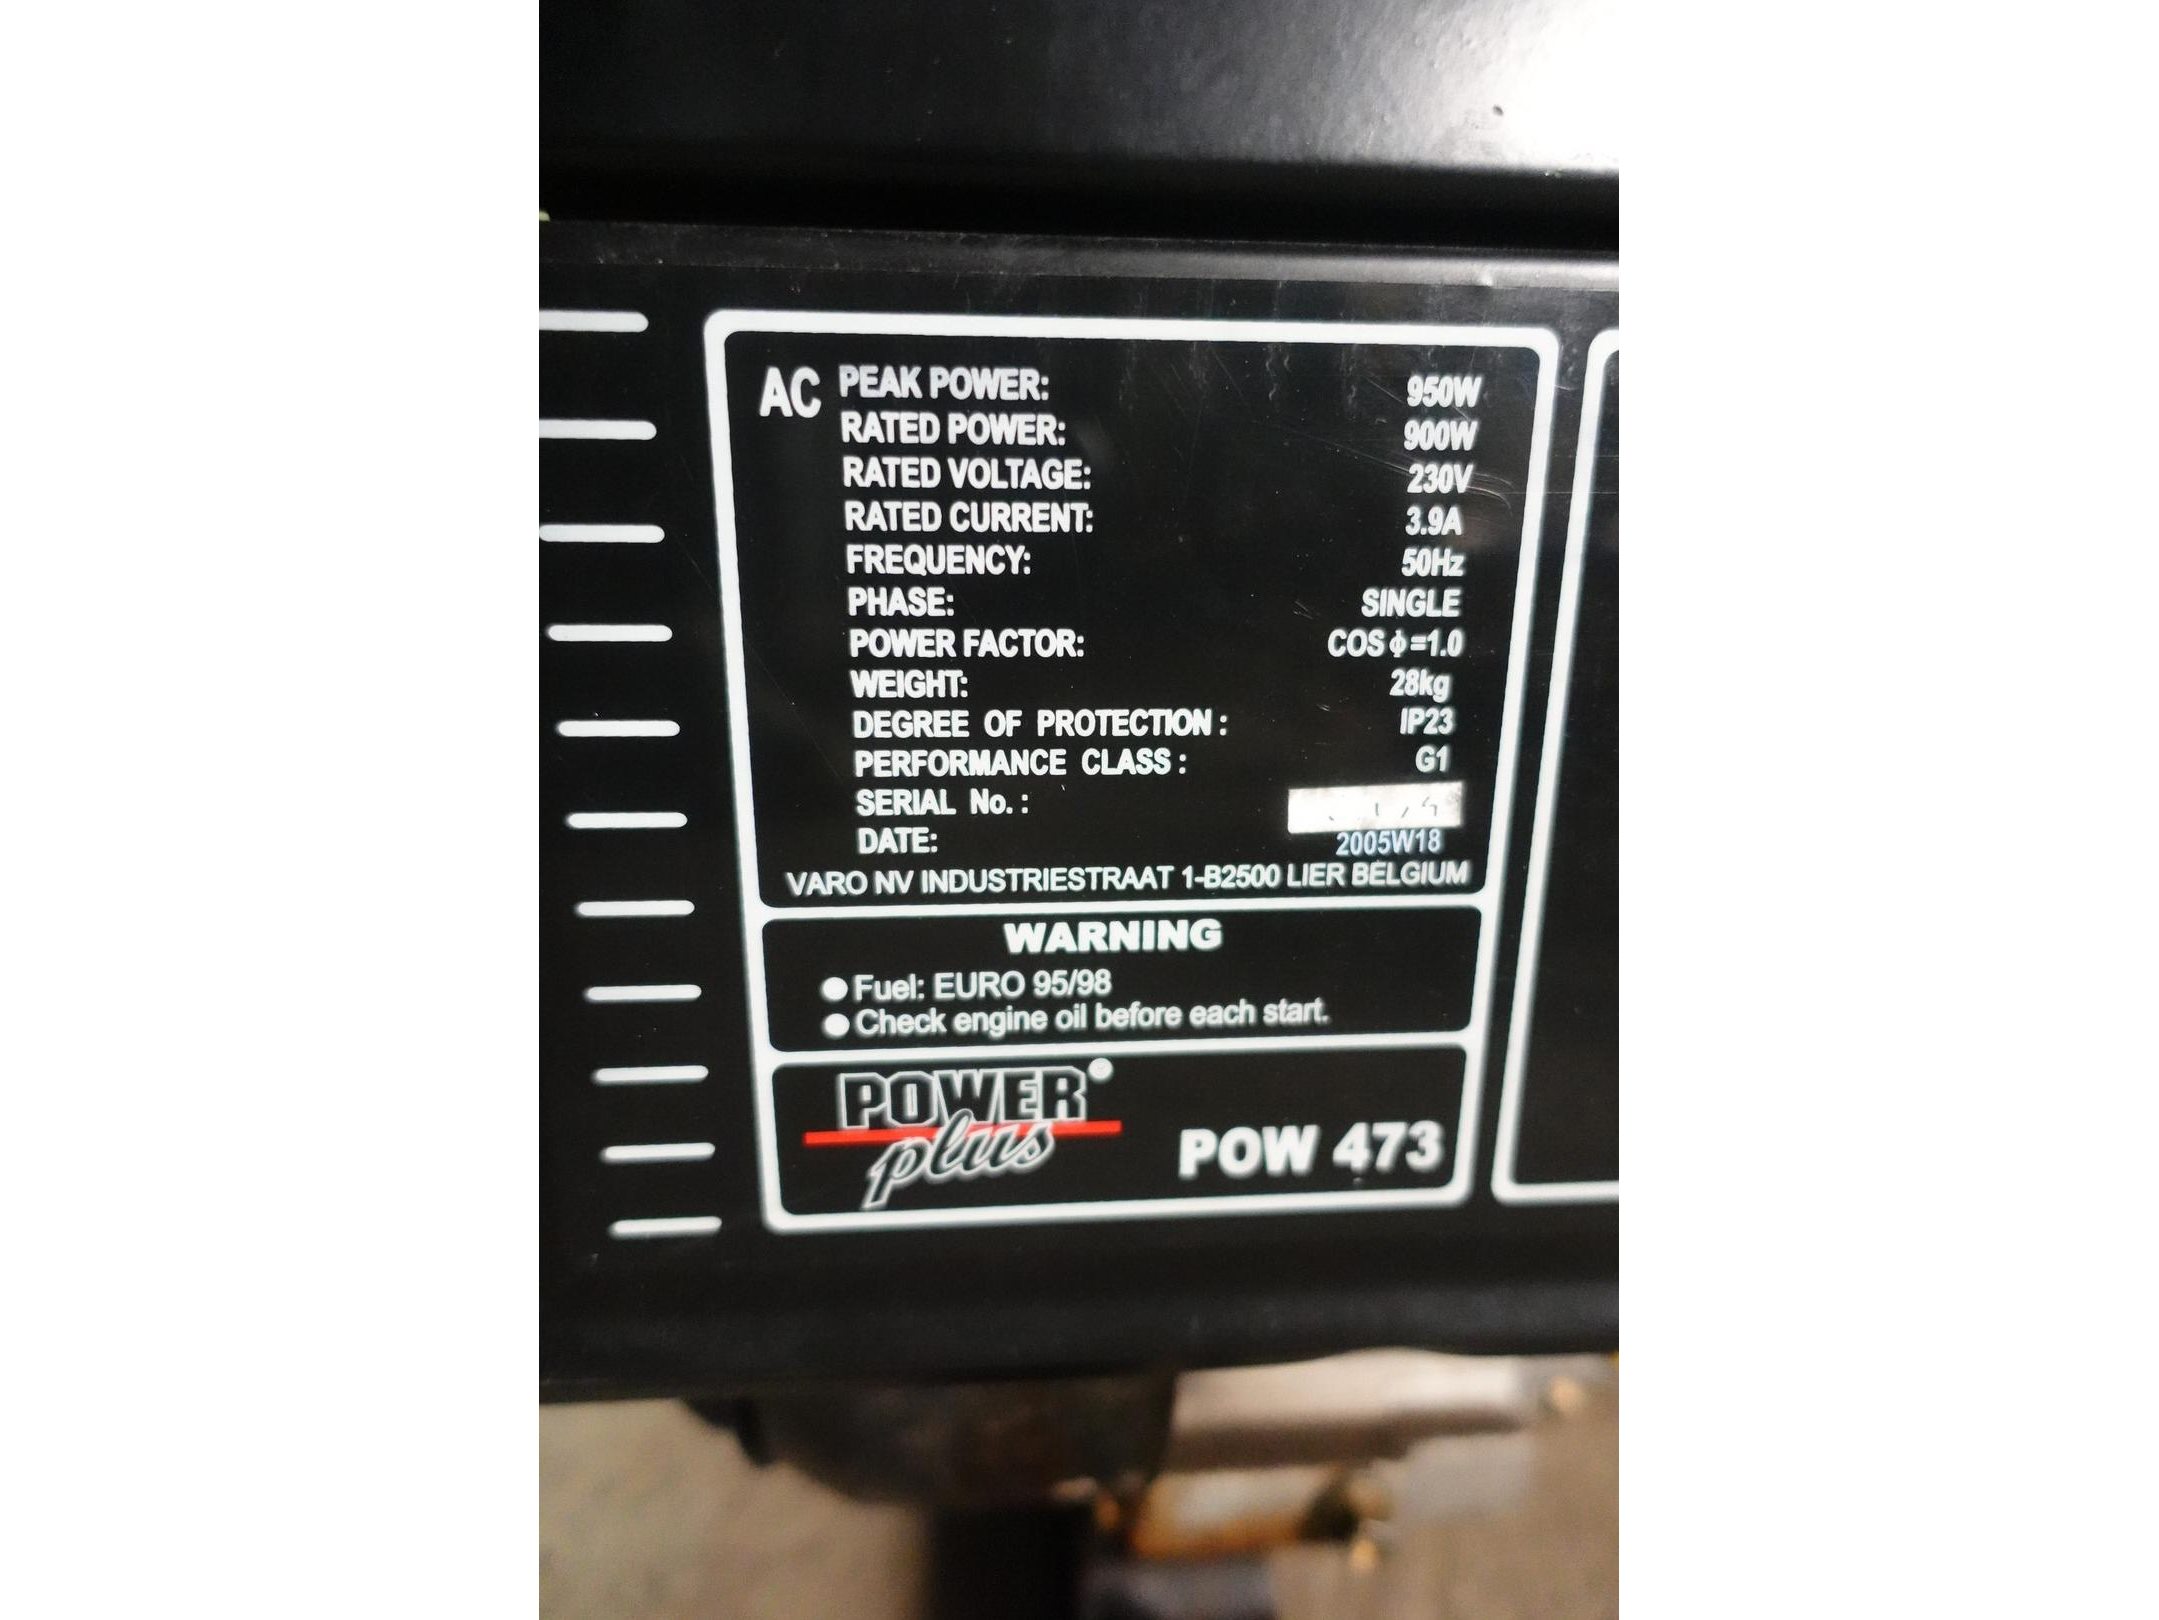 AC PEAK POWER: 950W
RATED POWER: 900W
RATED VOLTAGE: 230V
RATED CURRENT: 3.9A
FREQUENCY: 50Hz
PHASE: SINGLE
POWER FACTOR: COS ϕ=1.0
WEIGHT: 28kg
DEGREE OF PROTECTION : IP23
PERFORMANCE CLASS : G1
SERIAL No. :
DATE: 2005W18
VARO NV INDUSTRIESTRAAT 1-B2500 LIER BELGIUM
WARNING
● Fuel: EURO 95/98
● Check engine oil before each start.
POWER
plus
POW 473